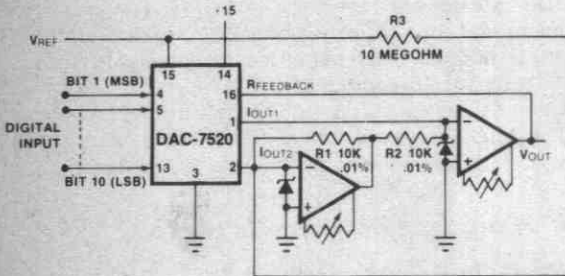 +15
R3
VREF
10 MEGOHM
15
14
BIT 1 (MSB)
4
16
RFEEDBACK
5
1
IOUT1
DIGITAL
INPUT
DAC-7520
BIT 10 (LSB)
13
2
IOUT2
R1 10K
.01%
R2 10K
.01%
VOUT
3
−
+
−
+